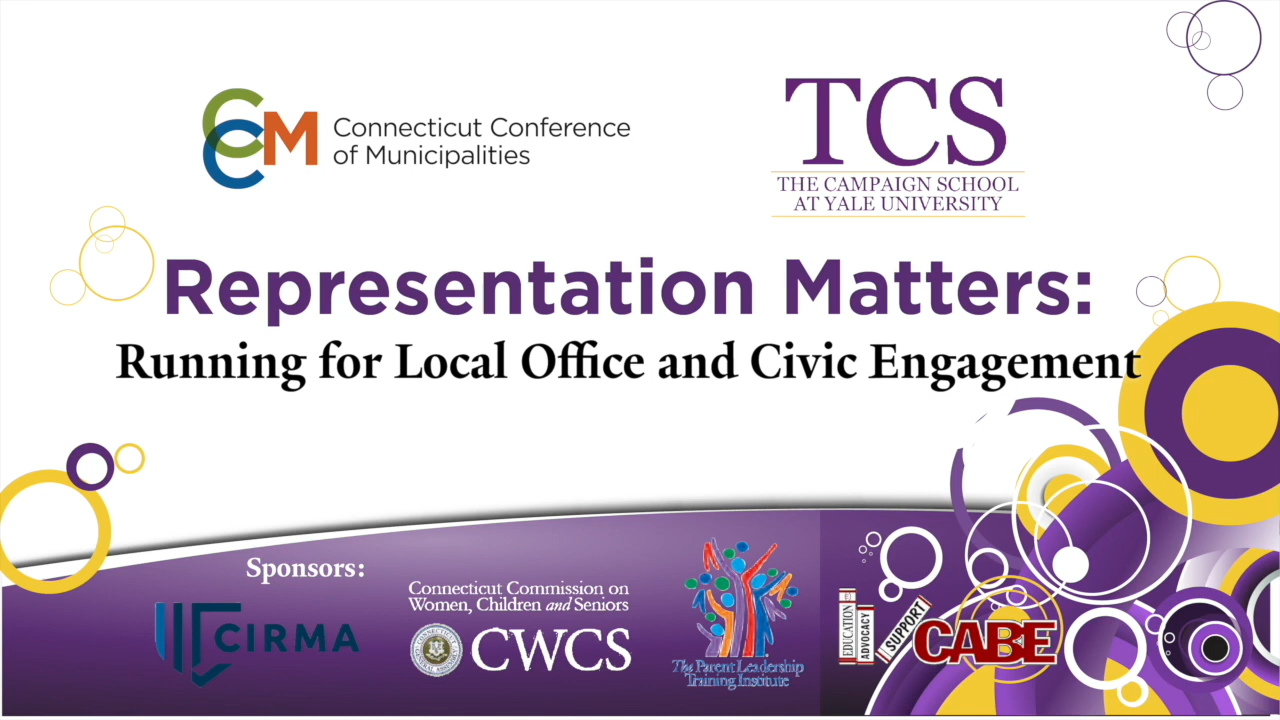 CCM
Connecticut Conference
of Municipalities
TCS
THE CAMPAIGN SCHOOL
AT YALE UNIVERSITY
Representation Matters:
Running for Local Office and Civic Engagement
Sponsors:
CIRMA
Connecticut Commission on
Women, Children and Seniors
CWCS
The Parent Leadership
Training Institute
EDUCATION
ADVOCACY
SUPPORT
CABE